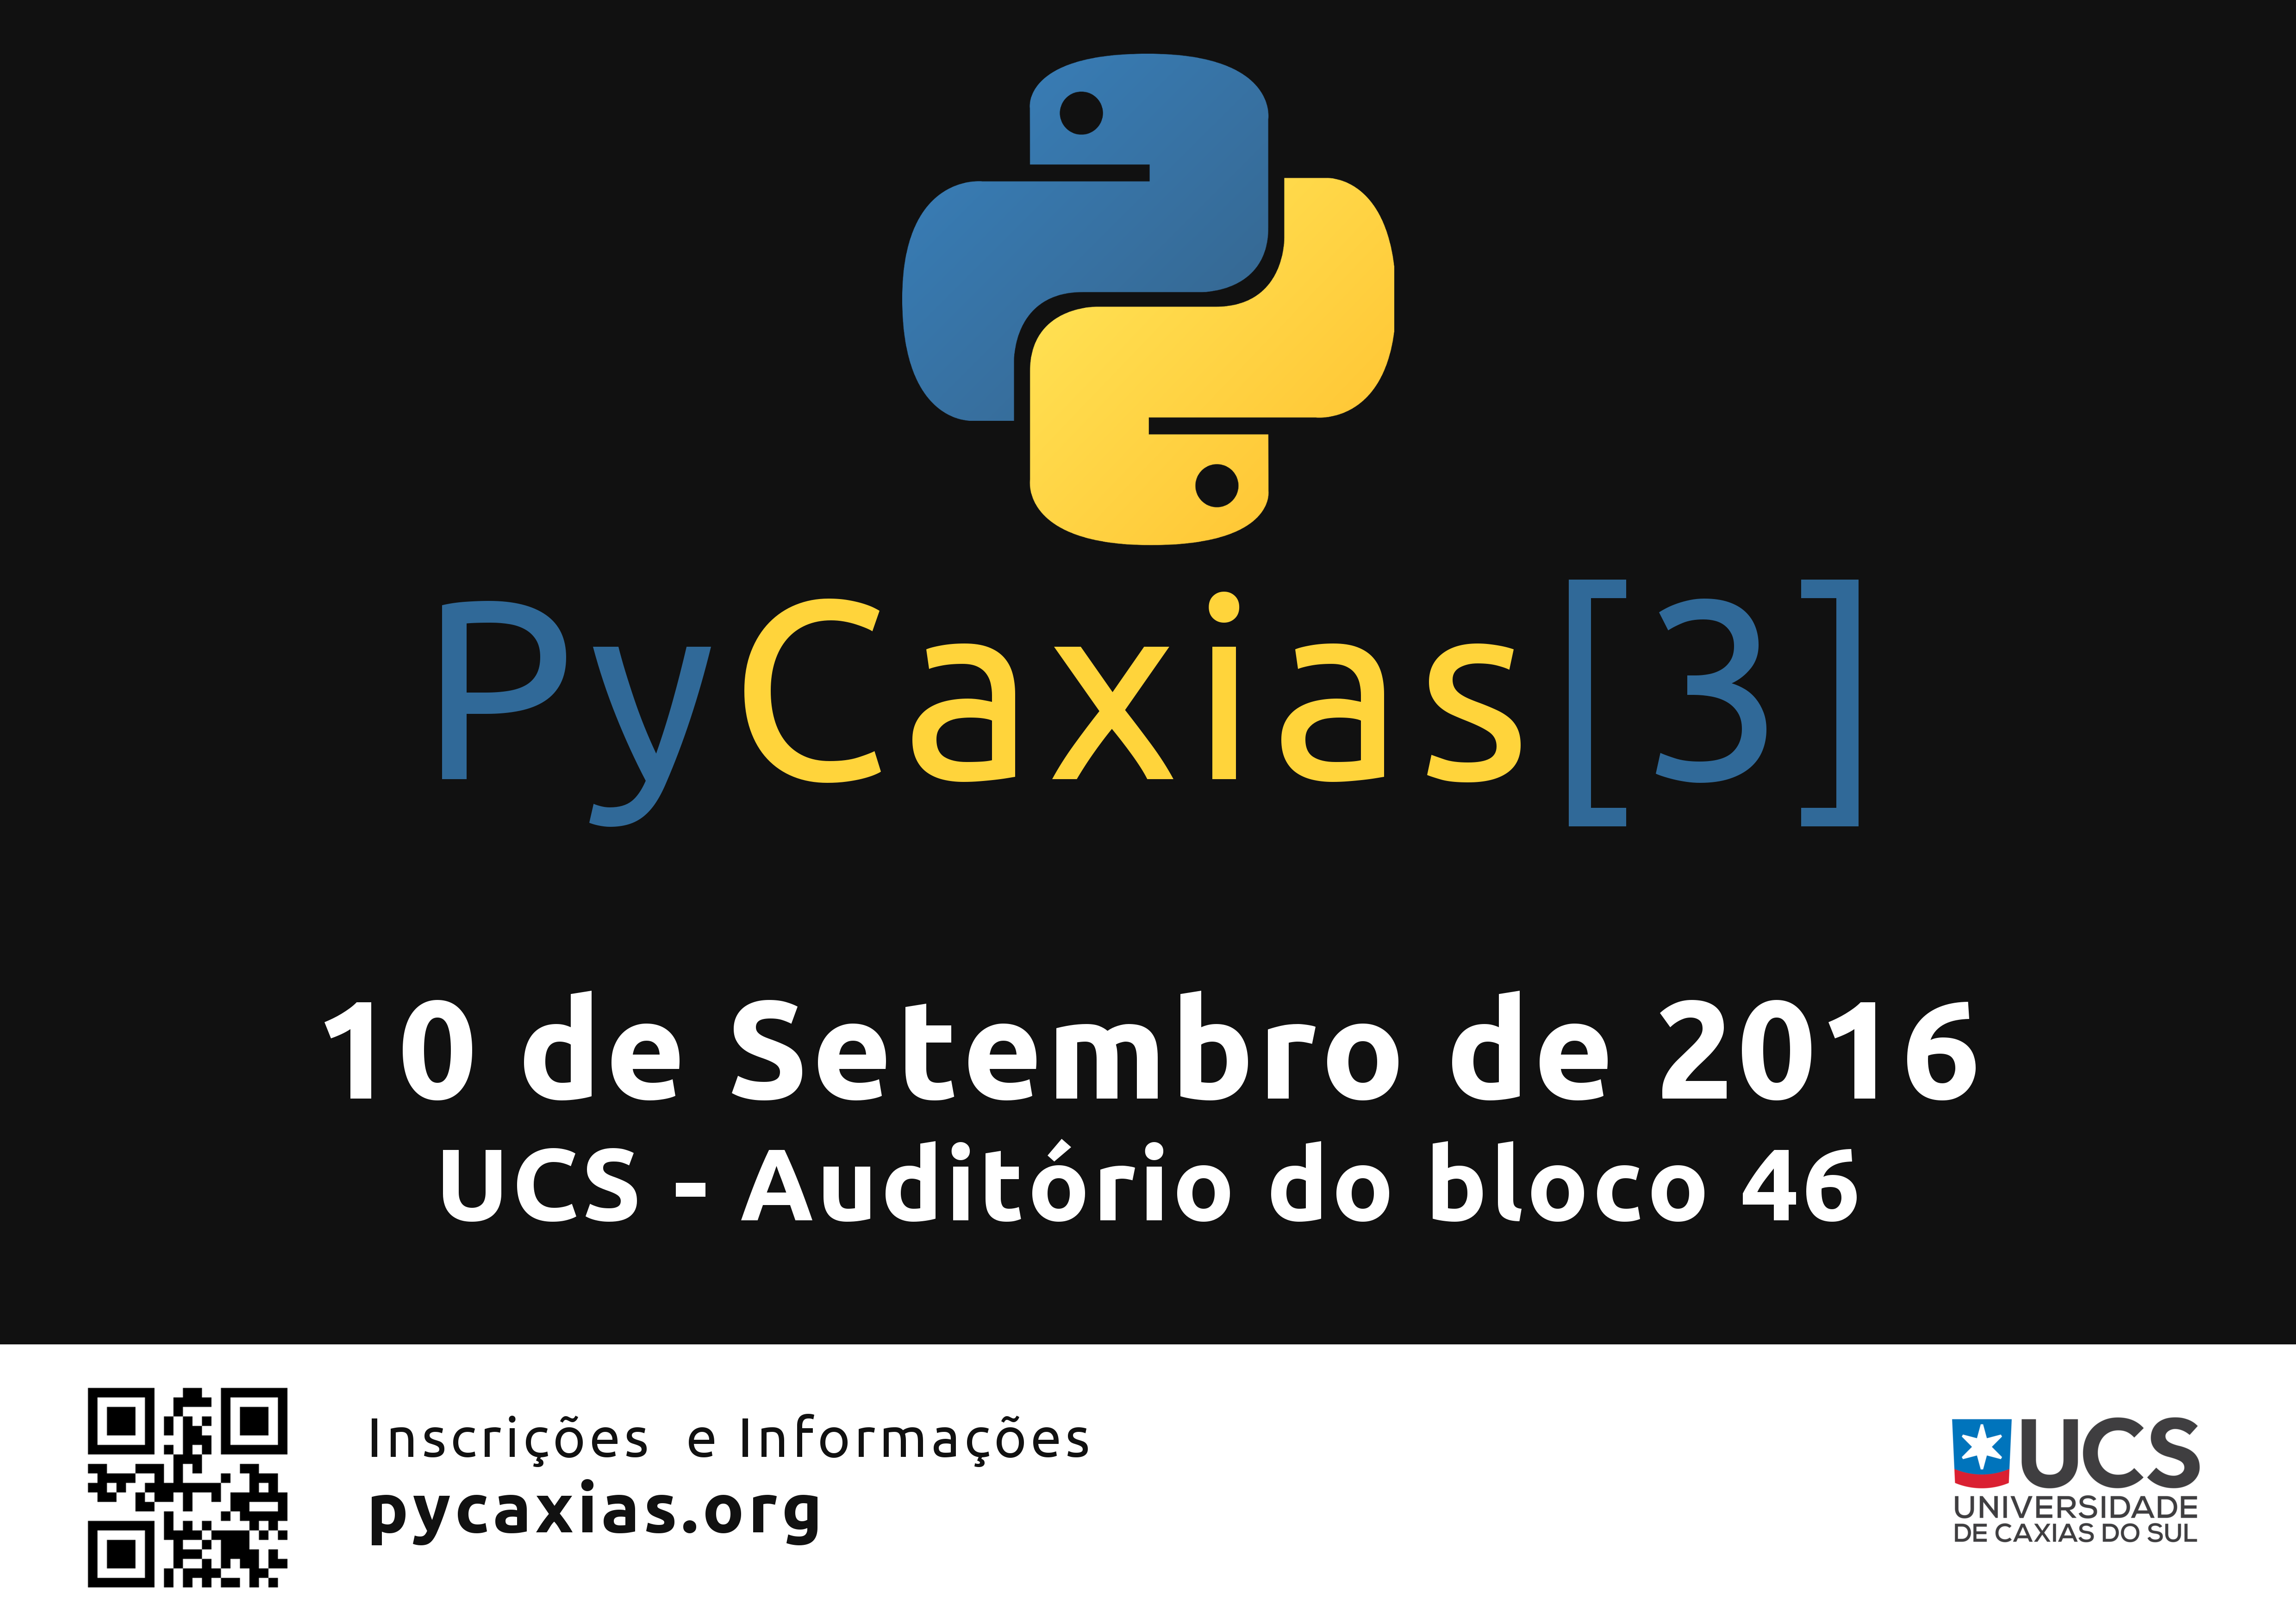 PyCaxias[3]
10 de Setembro de 2016
UCS - Auditório do bloco 46
Inscrições e Informações
pycaxias.org
UCS
UNIVERSIDADE
DE CAXIAS DO SUL